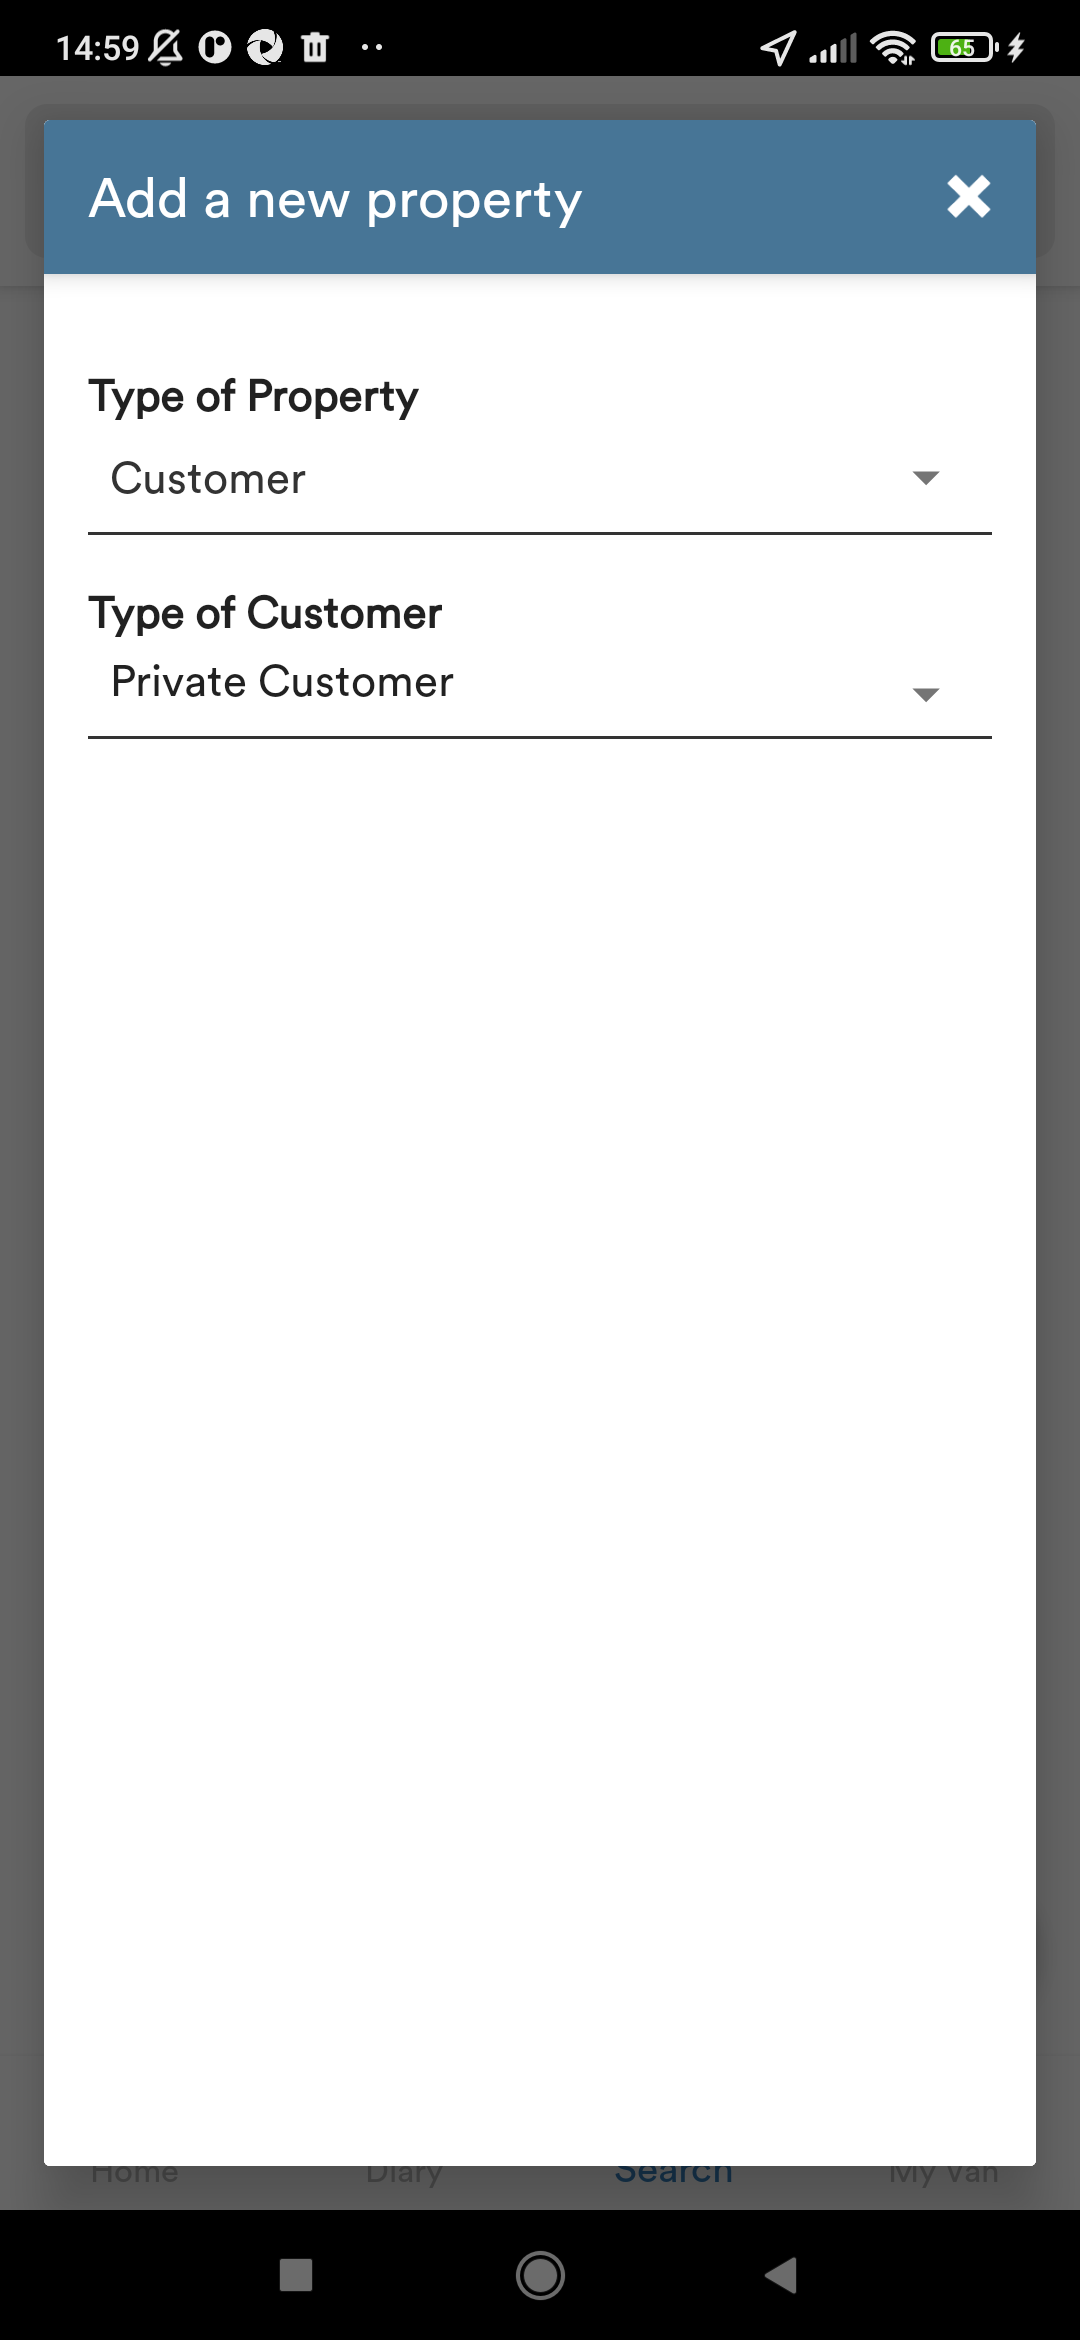 14:59
65
Add a new property
Type of Property
Customer
Type of Customer
Private Customer
Home Diary Search My Van